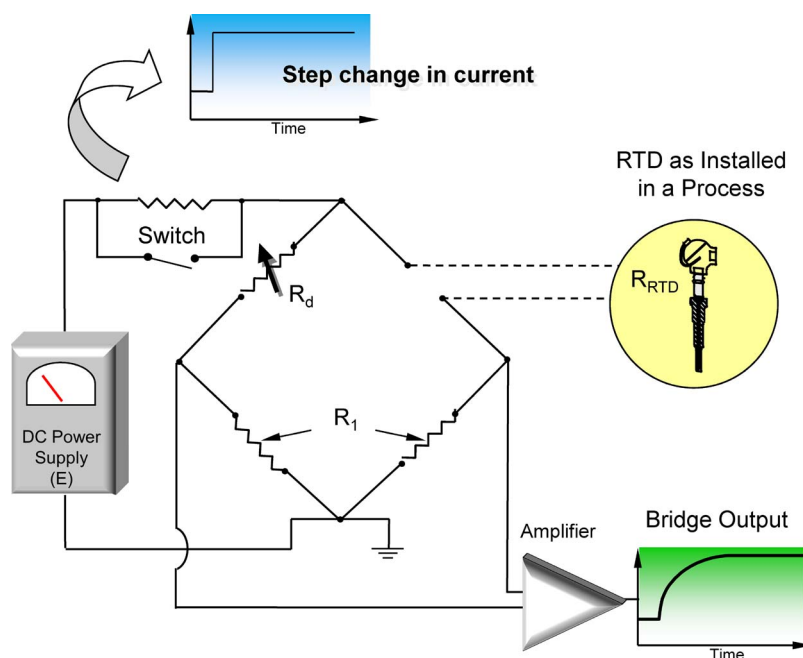 Step change in current
Time
RTD as Installed
in a Process
Switch
R_d
R_RTD
R_1
DC Power
Supply
(E)
Amplifier
Bridge Output
Time